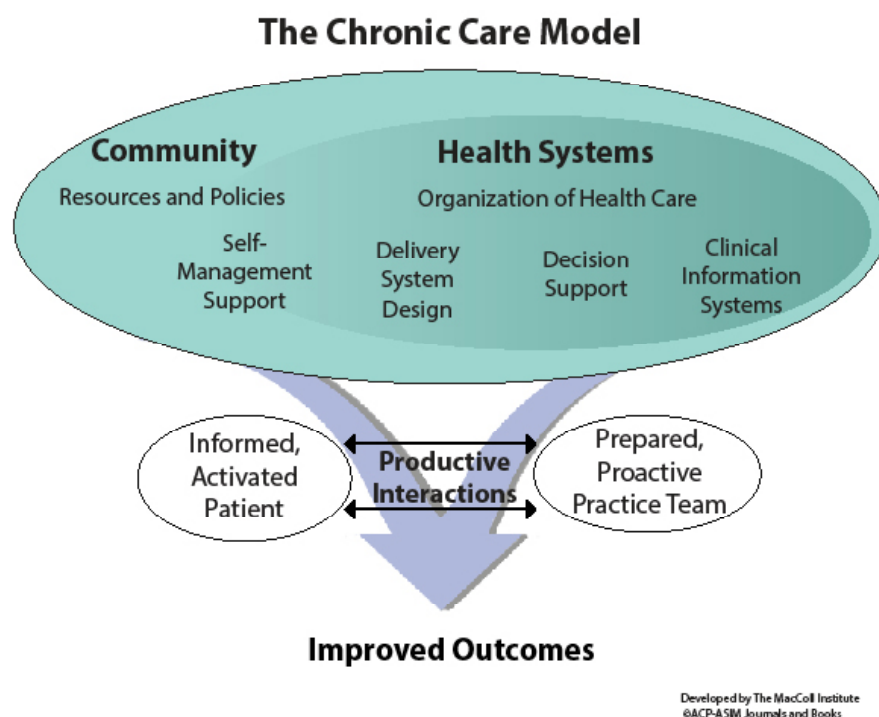 The Chronic Care Model
Community
Resources and Policies
Health Systems
Organization of Health Care
Self-
Management
Support
Delivery
System
Design
Decision
Support
Clinical
Information
Systems
Informed,
Activated
Patient
Productive
Interactions
Prepared,
Proactive
Practice Team
Improved Outcomes
Developed by The MacColl Institute
©ACP-ASIM Journals and Books